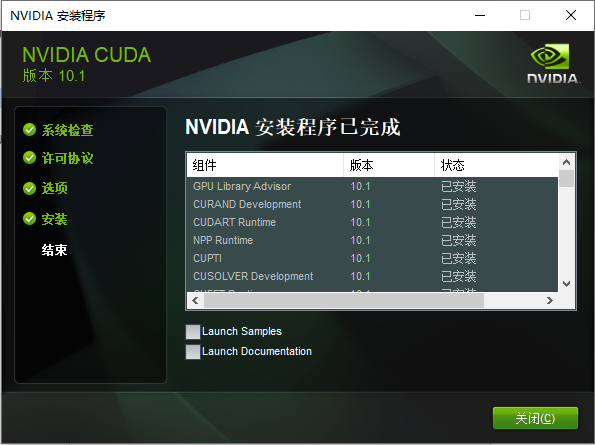 NVIDIA 安装程序
NVIDIA CUDA
版本 10.1
NVIDIA.
系统检查
许可协议
选项
安装
结束
NVIDIA 安装程序已完成
组件 版本 状态
GPU Library Advisor 10.1 已安装
CURAND Development 10.1 已安装
CUDART Runtime 10.1 已安装
NPP Runtime 10.1 已安装
CUPTI 10.1 已安装
CUSOLVER Development 10.1 已安装
Launch Samples
Launch Documentation
关闭(C)